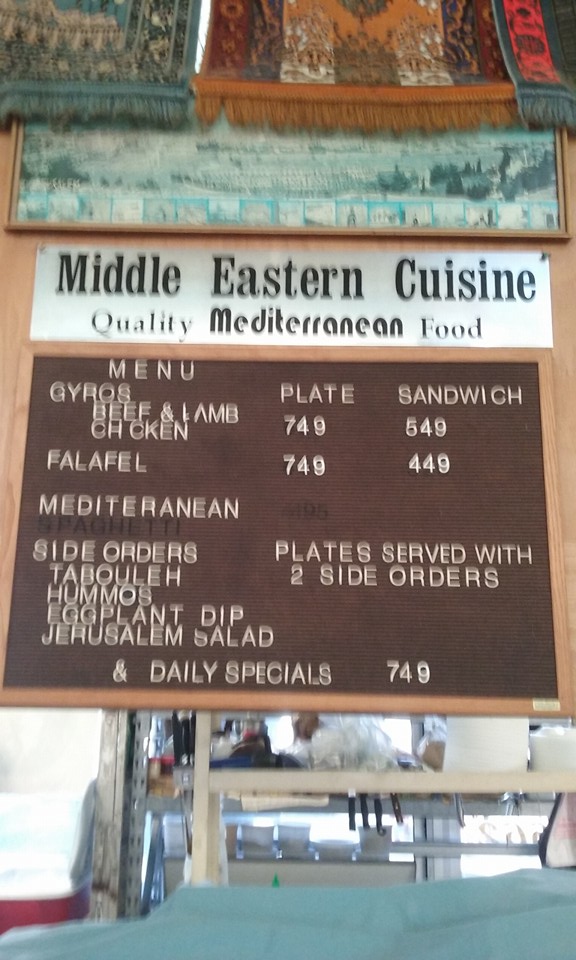 Middle Eastern Cuisine
Quality Mediterranean Food
MENU
GYROS PLATE SANDWICH
BEEF & LAMB
CH CKEN 749 549
FALAFEL 749 449
MEDITERANEAN
SPAGHETTI
SIDE ORDERS PLATES SERVED WITH
TABOULEH 2 SIDE ORDERS
HUMMOS
EGGPLANT DIP
JERUSALEM SALAD
& DAILY SPECIALS 749